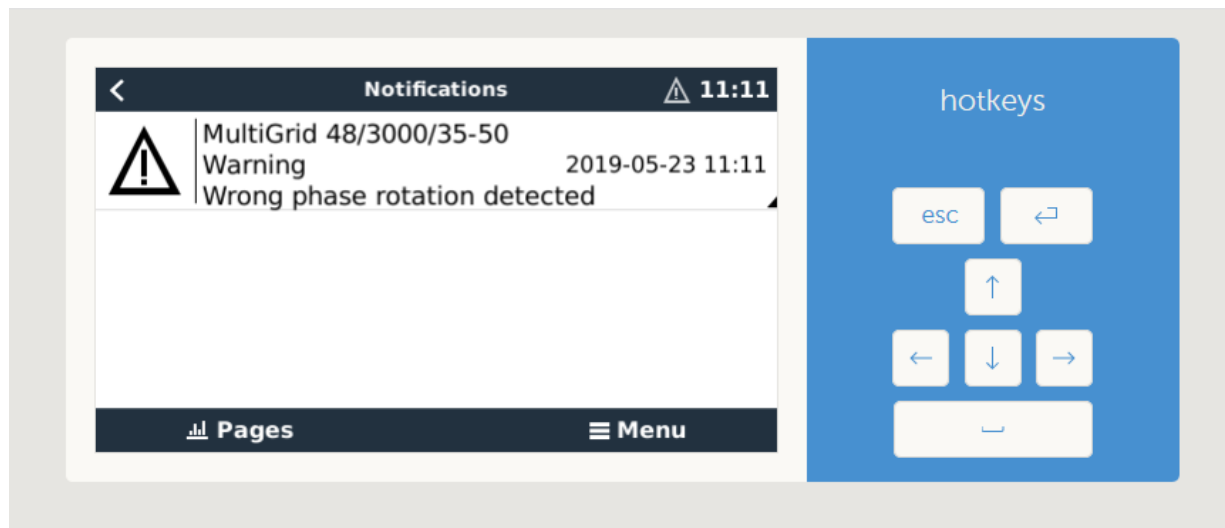 Notifications 11:11
MultiGrid 48/3000/35-50
Warning 2019-05-23 11:11
Wrong phase rotation detected
Pages Menu
hotkeys
esc